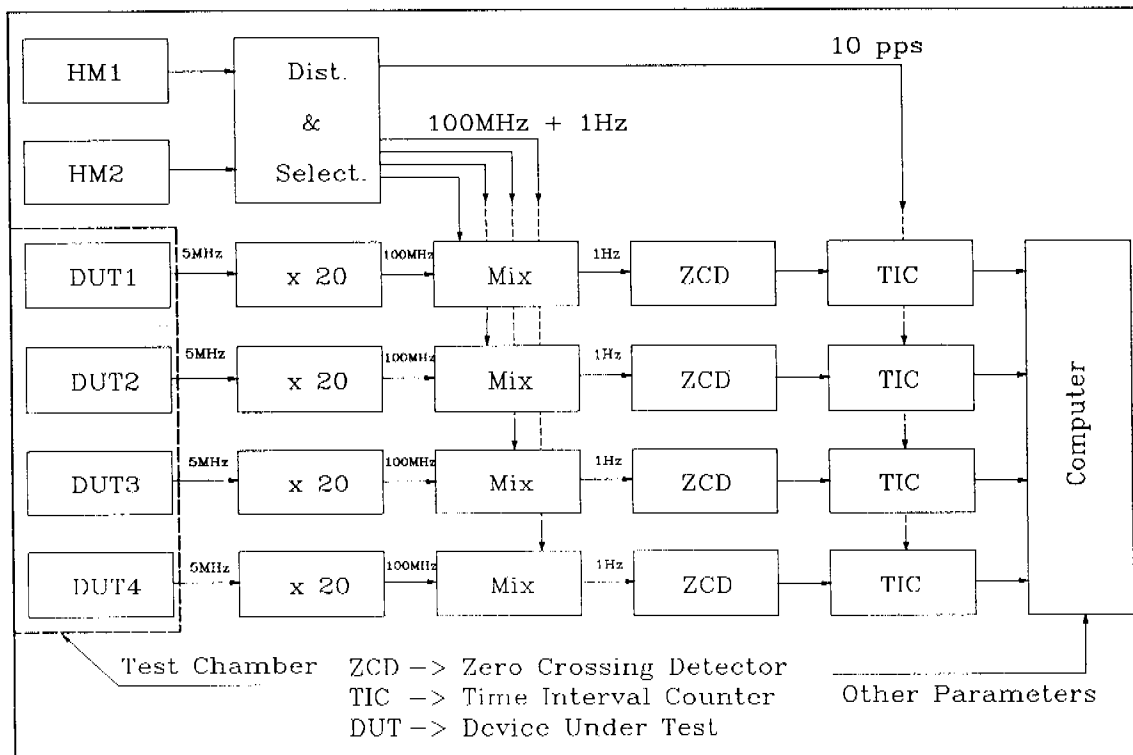 10 pps
HM1
Dist.
&
Select.
100MHz + 1Hz
HM2
DUT1
5MHz
x 20
100MHz
Mix
1Hz
ZCD
TIC
DUT2
5MHz
x 20
100MHz
Mix
1Hz
ZCD
TIC
DUT3
5MHz
x 20
100MHz
Mix
1Hz
ZCD
TIC
DUT4
5MHz
x 20
100MHz
Mix
1Hz
ZCD
TIC
Computer
Test Chamber
ZCD —> Zero Crossing Detector
TIC —> Time Interval Counter
DUT —> Device Under Test
Other Parameters